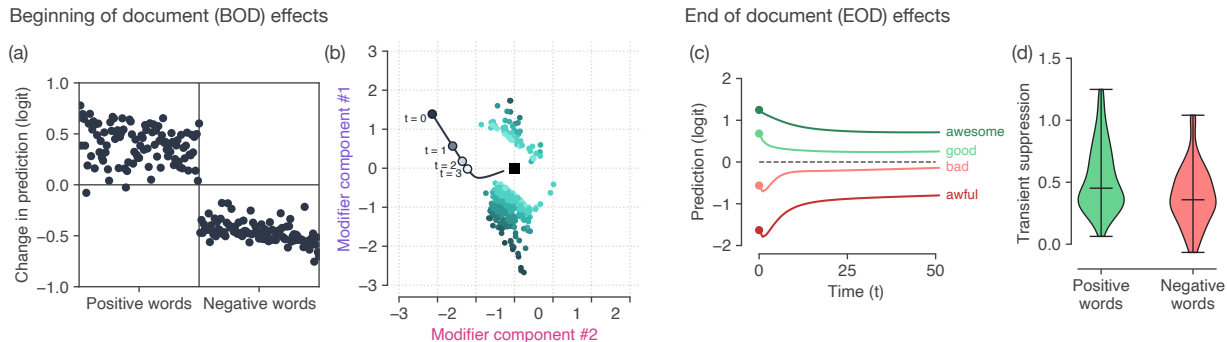 Beginning of document (BOD) effects
End of document (EOD) effects
(a)
Change in prediction (logit)
1.0
0.5
0.0
−0.5
−1.0
Positive words
Negative words
(b)
Modifier component #1
3
2
1
0
−1
−2
−3
t = 0
t = 1
t = 2
t = 3
−3
−2
−1
0
0
1
2
Modifier component #2
(c)
Prediction (logit)
2
1
0
−1
−2
awesome
good
bad
awful
0
25
50
Time (t)
(d)
Transient suppression
1.5
1.0
0.5
0.0
Positive
words
Negative
words